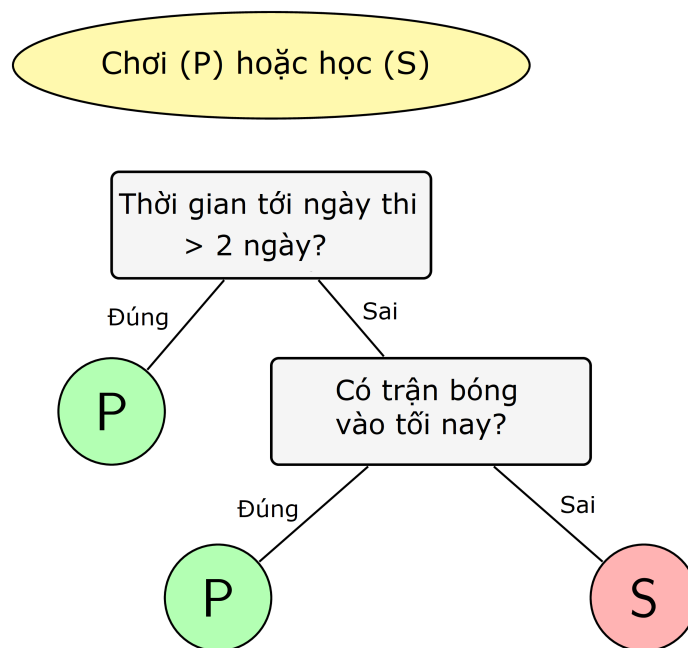 Chơi (P) hoặc học (S)
Thời gian tới ngày thi
> 2 ngày?
Đúng
Sai
P
Có trận bóng
vào tối nay?
Đúng
Sai
P
S